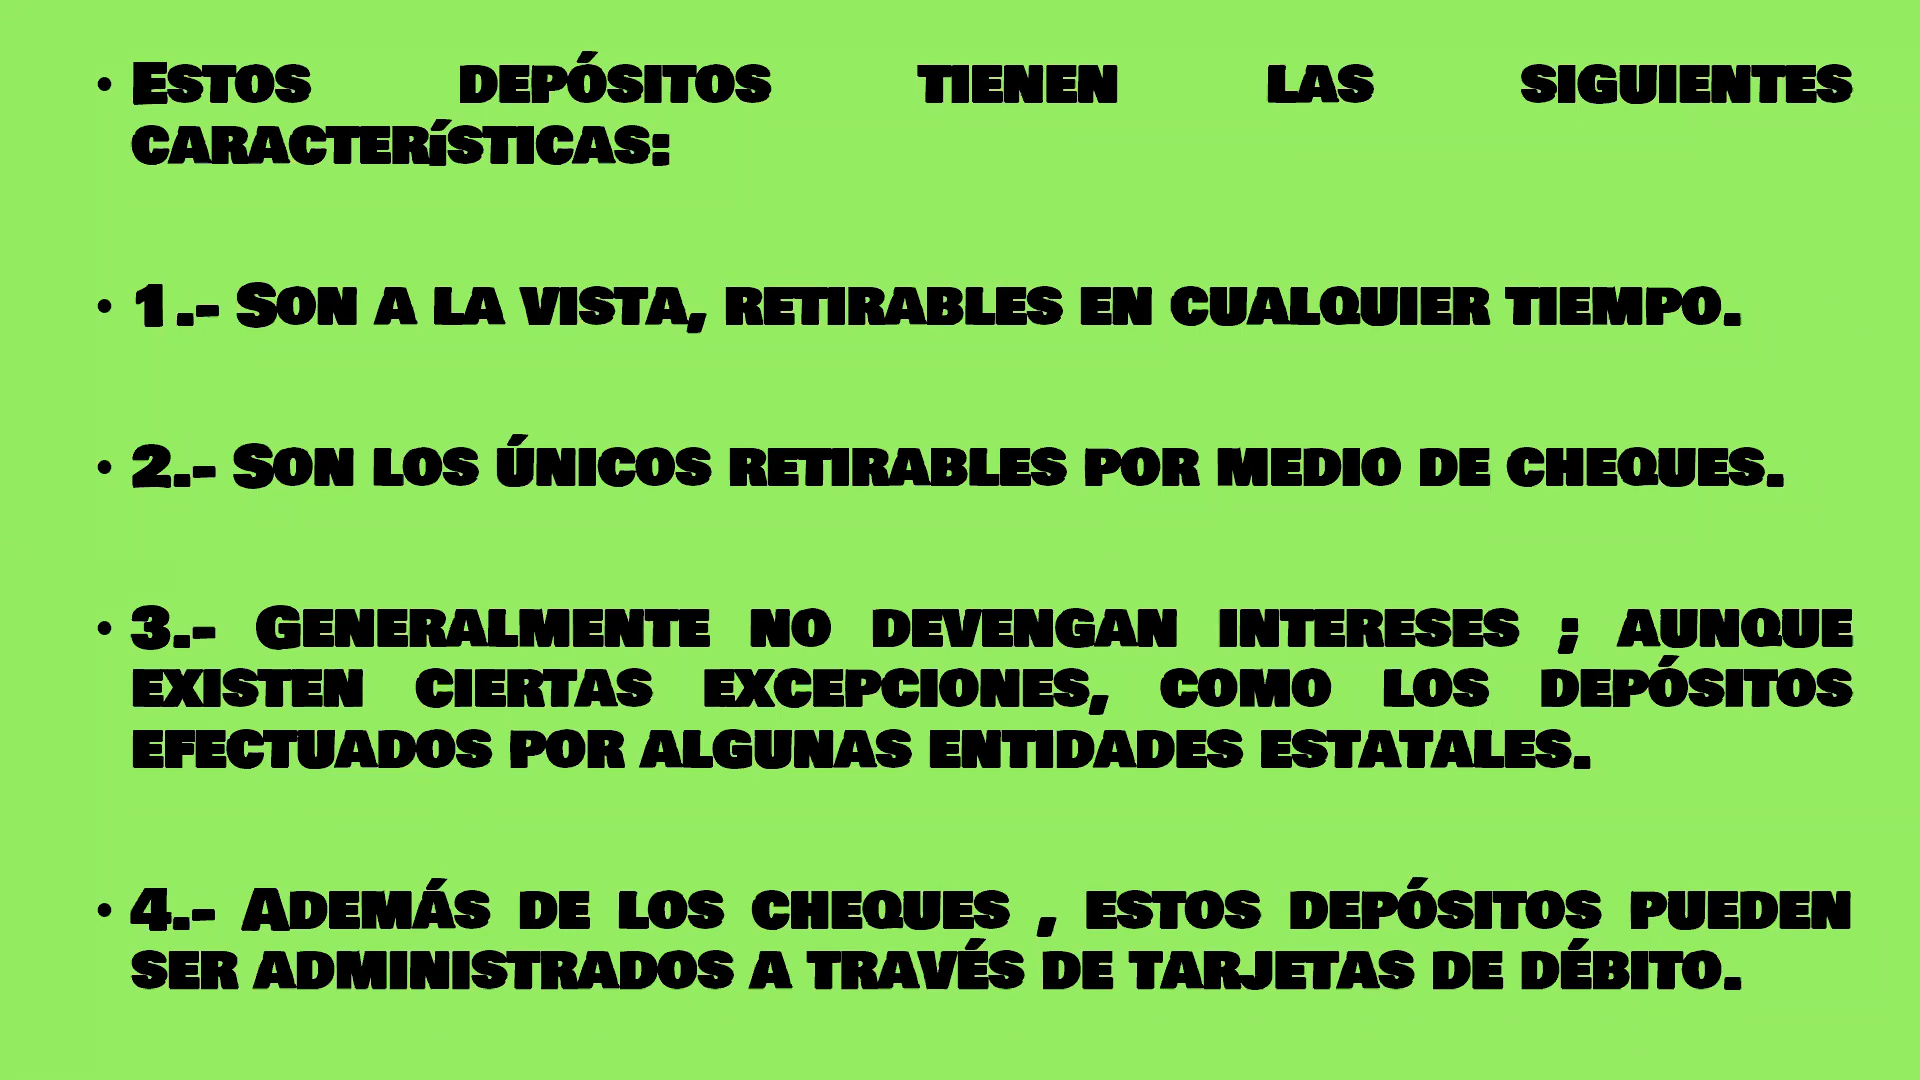 • Estos depósitos tienen las siguientes
características:
• 1.- Son a la vista, retirables en cualquier tiempo.
• 2.- Son los únicos retirables por medio de cheques.
• 3.- Generalmente no devengan intereses ; aunque
existen ciertas excepciones, como los depósitos
efectuados por algunas entidades estatales.
• 4.- Además de los cheques , estos depósitos pueden
ser administrados a través de tarjetas de débito.